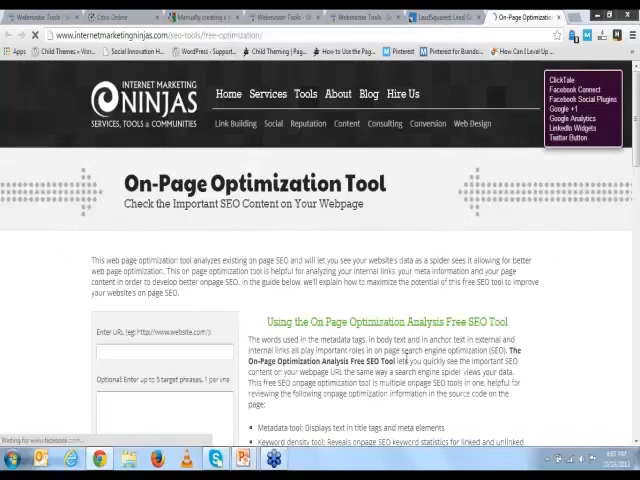 Webmaster Tools - G
Cyfe Online
Manually creating a s
Webmaster Tools - G
Webmaster Tools - S
LeadSquared: Lead G
On-Page Optimization
www.internetmarketingninjas.com/seo-tools/free-optimization/
Apps
Child Themes « Wor...
Social Innovation H...
WordPress › Support...
Child Theming | Pag...
How to Use the Pag...
Pinterest
Pinterest for Brands...
How Can I Level Up ...
INTERNET MARKETING
NINJAS
SERVICES, TOOLS & COMMUNITIES
Home Services Tools About Blog Hire Us
Link Building Social Reputation Content Consulting Conversion Web Design
ClickTale
Facebook Connect
Facebook Social Plugins
Google +1
Google Analytics
LinkedIn Widgets
Twitter Button
On-Page Optimization Tool
Check the Important SEO Content on Your Webpage
This web page optimization tool analyzes existing on page SEO and will let you see your website's data as a spider sees it allowing for better
web page optimization. This on page optimization tool is helpful for analyzing your internal links, your meta information and your page
content in order to develop better onpage SEO. In the guide below, we'll explain how to maximize the potential of this free SEO tool to improve
your website's on page SEO.
Enter URL (eg: http://www.website.com/):
Optional: Enter up to 5 target phrases, 1 per line
Using the On Page Optimization Analysis Free SEO Tool
The words used in the metadata tags, in body text and in anchor text in external and
internal links all play important roles in on page search engine optimization (SEO). The
On-Page Optimization Analysis Free SEO Tool lets you quickly see the important SEO
content on your webpage URL the same way a search engine spider views your data.
This free SEO onpage optimization tool is multiple onpage SEO tools in one, helpful for
reviewing the following onpage optimization information in the source code on the
page:
Metadata tool: Displays text in title tags and meta elements
Keyword density tool: Reveals onpage SEO keyword statistics for linked and unlinked
Waiting for www.facebook.com...